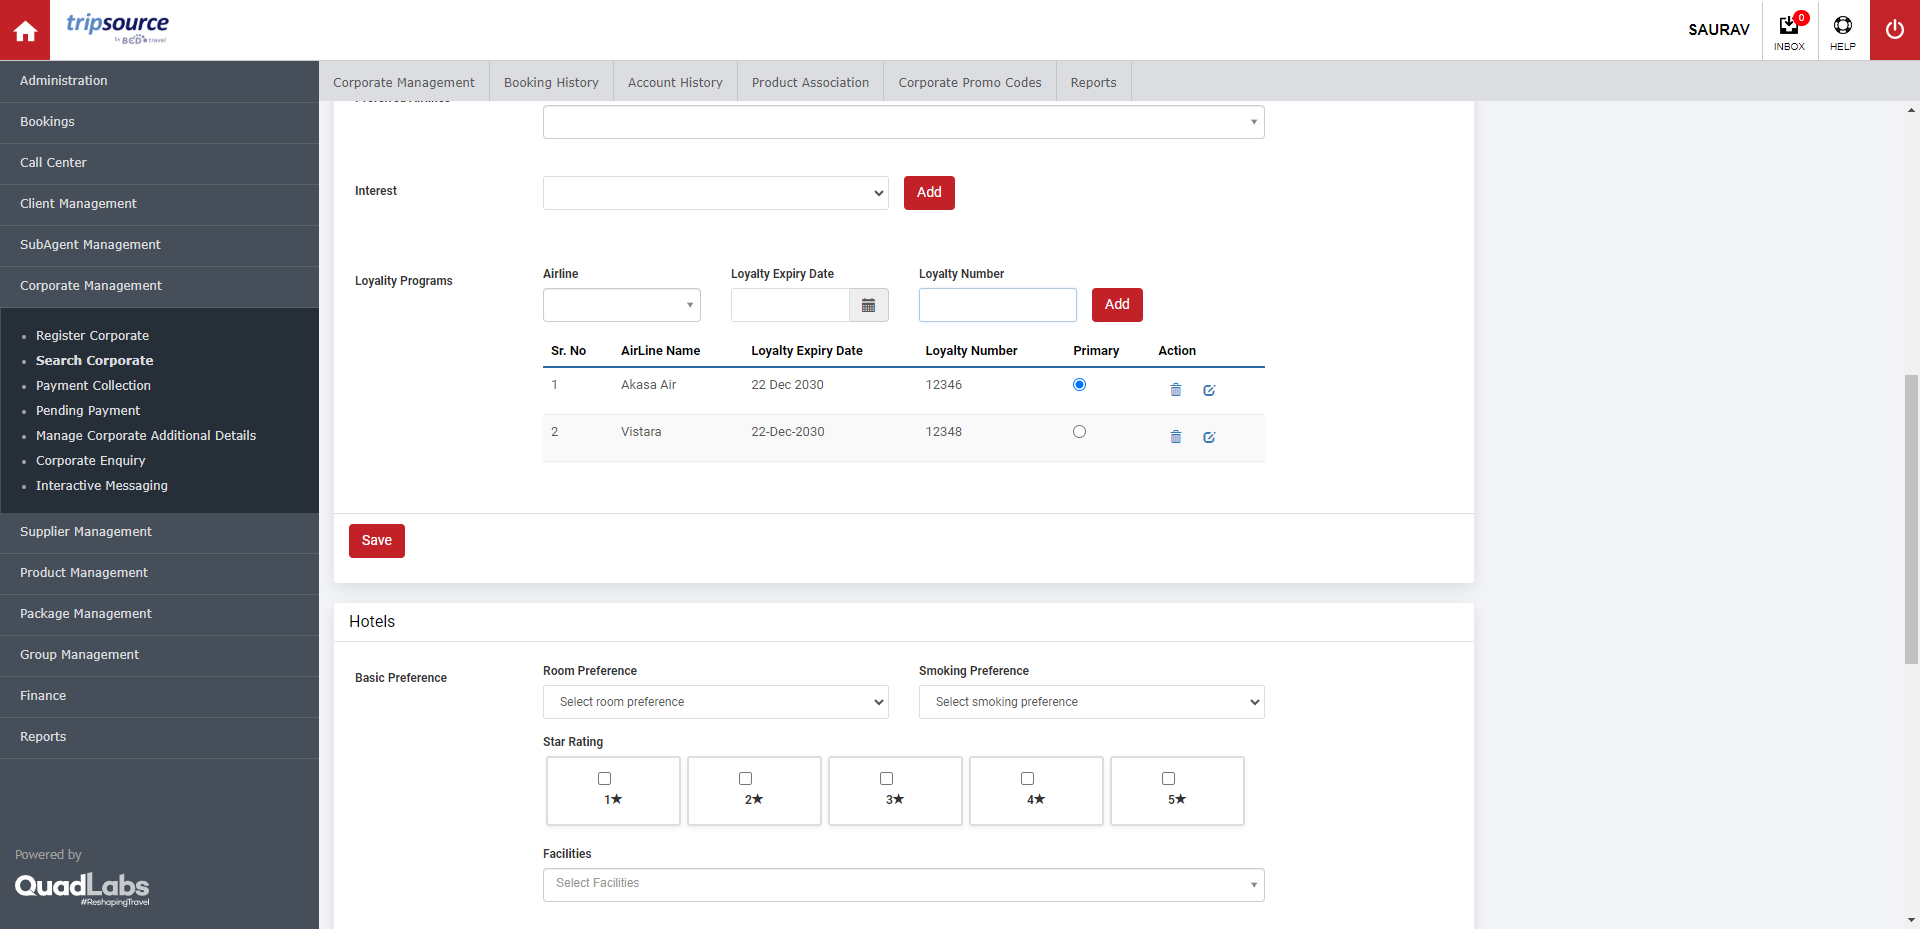 tripsource
by BCD travel
SAURAV
0
INBOX
HELP
Administration
Bookings
Call Center
Client Management
SubAgent Management
Corporate Management
Register Corporate
Search Corporate
Payment Collection
Pending Payment
Manage Corporate Additional Details
Corporate Enquiry
Interactive Messaging
Supplier Management
Product Management
Package Management
Group Management
Finance
Reports
Powered by
QuadLabs
#ReshapingTravel
Corporate Management Booking History Account History Product Association Corporate Promo Codes Reports
Preferred Airlines
Interest
Add
Loyality Programs
Airline Loyalty Expiry Date Loyalty Number
Add
Sr. No AirLine Name Loyalty Expiry Date Loyalty Number Primary Action
1 Akasa Air 22 Dec 2030 12346
2 Vistara 22-Dec-2030 12348
Save
Hotels
Basic Preference
Room Preference Smoking Preference
Select room preference Select smoking preference
Star Rating
1★ 2★ 3★ 4★ 5★
Facilities
Select Facilities